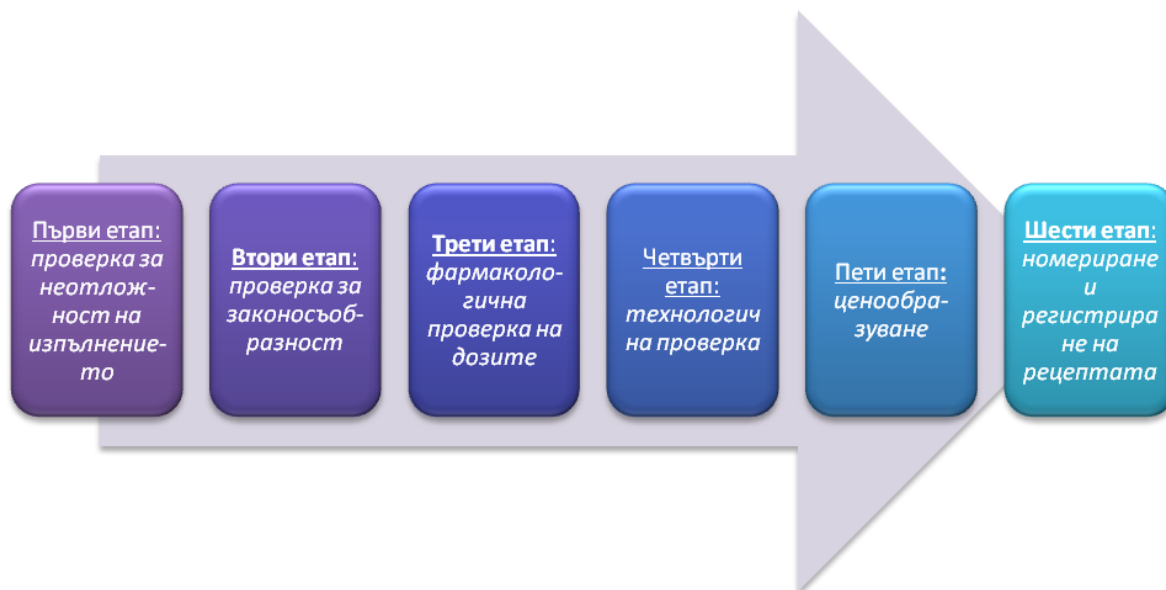 Първи етап:
проверка за
неотлож-
ност на
изпълнение-
то
Втори етап:
проверка за
законосъоб-
разност
Трети етап:
фармаколо-
гична
проверка на
дозите
Четвърти
етап:
технологич
на проверка
Пети етап:
ценообра-
зуване
Шести етап:
номериране
и
регистрира
не на
рецептата